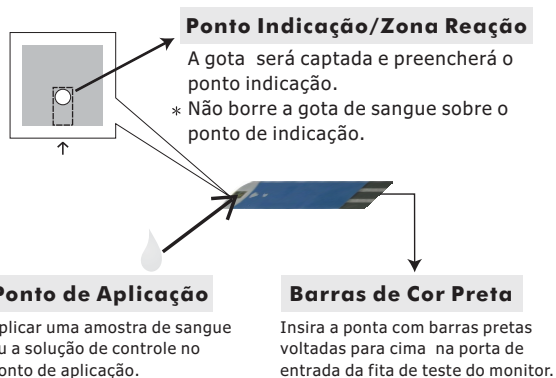 Ponto Indicação/Zona Reação
A gota será captada e preencherá o
ponto indicação.
* Não borre a gota de sangue sobre o
ponto de indicação.
Ponto de Aplicação
plicar uma amostra de sangue
u a solução de controle no
onto de aplicação.
Barras de Cor Preta
Insira a ponta com barras pretas
voltadas para cima na porta de
entrada da fita de teste do monitor.